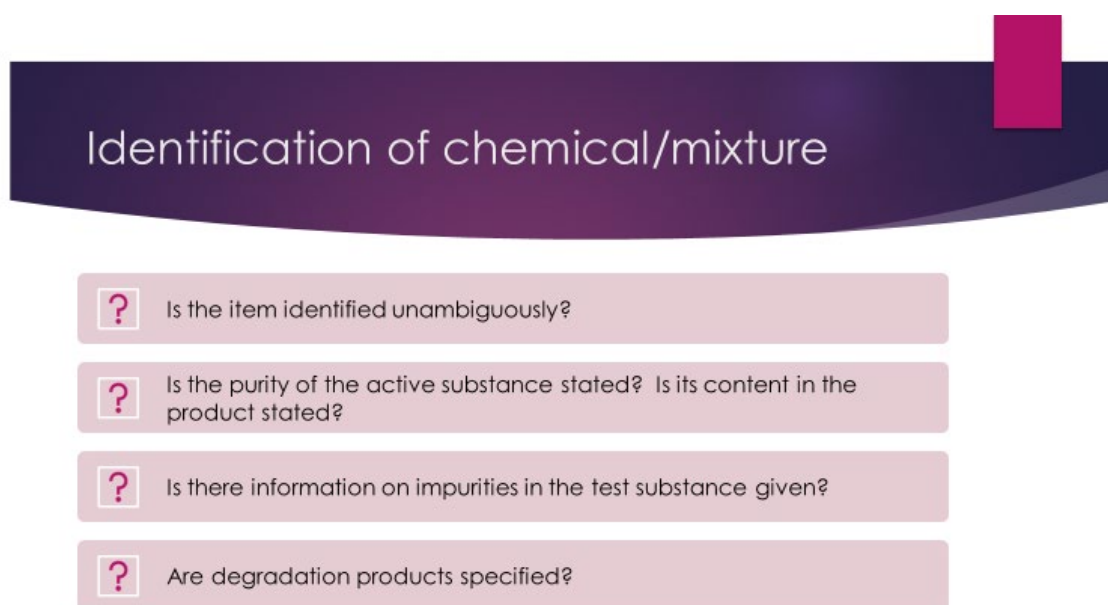 Identification of chemical/mixture
Is the item identified unambiguously?
Is the purity of the active substance stated? Is its content in the
product stated?
Is there information on impurities in the test substance given?
Are degradation products specified?